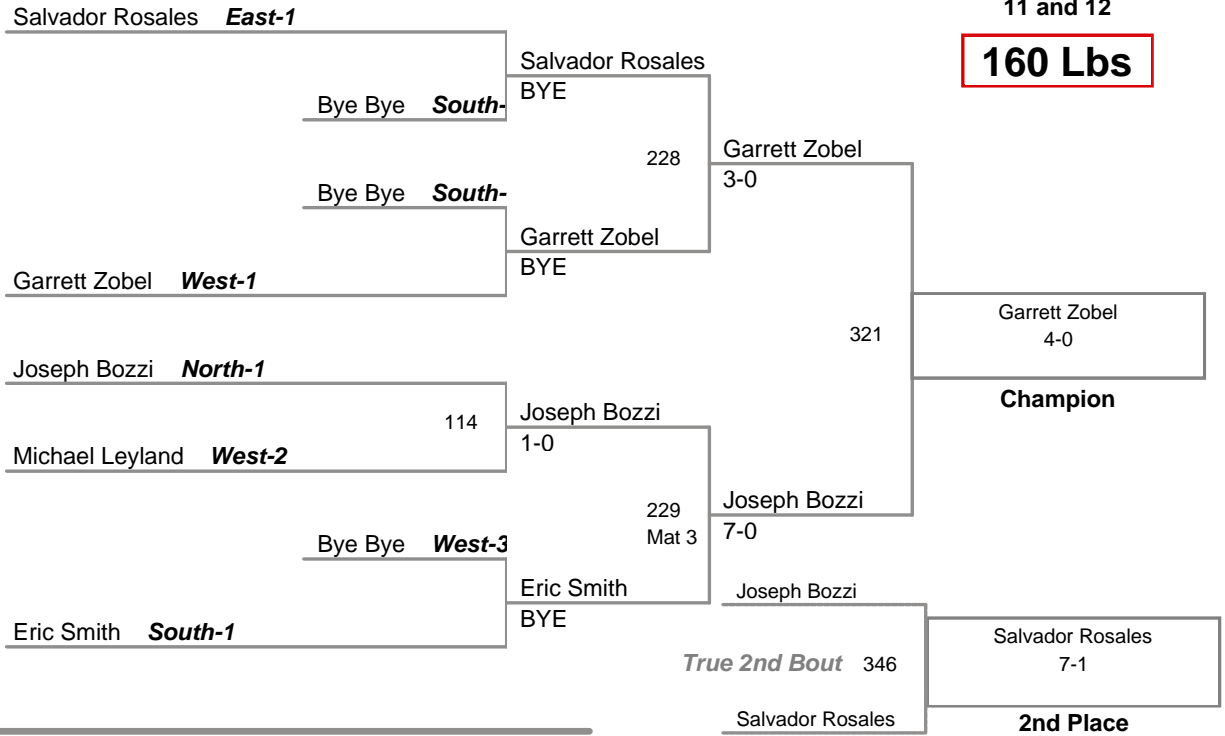 11 and 12
160 Lbs
Salvador Rosales East-1
Salvador Rosales
BYE
Bye Bye South-
228
Garrett Zobel
3-0
Bye Bye South-
Garrett Zobel
BYE
Garrett Zobel West-1
321
Garrett Zobel
4-0
Champion
Joseph Bozzi North-1
114
Joseph Bozzi
1-0
Michael Leyland West-2
229
Mat 3
Joseph Bozzi
7-0
Bye Bye West-3
Eric Smith
BYE
Eric Smith South-1
Joseph Bozzi
True 2nd Bout 346
Salvador Rosales
7-1
Salvador Rosales
2nd Place